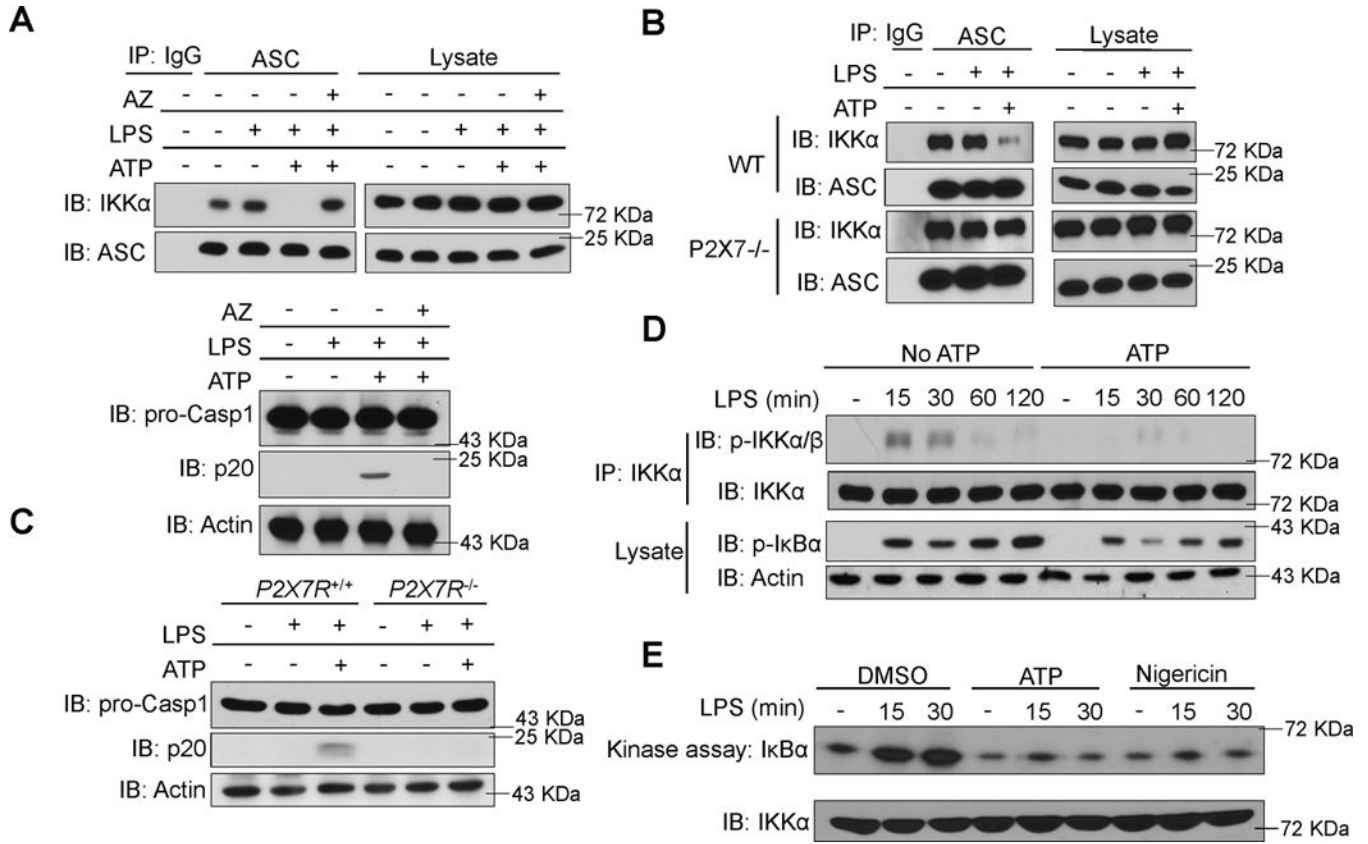 A
IP: IgG ASC Lysate
AZ + +
LPS - - + + + - - + + +
ATP - - - + + - - - + +
IB: IKKα 72 KDa
IB: ASC 25 KDa
AZ +
LPS - + + +
ATP - - + +
IB: pro-Casp1 43 KDa
IB: p20 25 KDa
IB: Actin 43 KDa
B
IP: IgG ASC Lysate
LPS - - + + - - + +
ATP - - - + - - - +
WT
IB: IKKα 72 KDa
IB: ASC 25 KDa
P2X7-/-
IB: IKKα 72 KDa
IB: ASC 25 KDa
C
P2X7R+/+ P2X7R-/-
LPS - + + - + +
ATP - - + - - +
IB: pro-Casp1 43 KDa
IB: p20 25 KDa
IB: Actin 43 KDa
D
No ATP ATP
LPS (min) - 15 30 60 120 - 15 30 60 120
IP: IKKα
IB: p-IKKα/β 72 KDa
IB: IKKα 72 KDa
Lysate
IB: p-IκBα 43 KDa
IB: Actin 43 KDa
E
DMSO ATP Nigericin
LPS (min) - 15 30 - 15 30 - 15 30
Kinase assay: IκBα 72 KDa
IB: IKKα 72 KDa